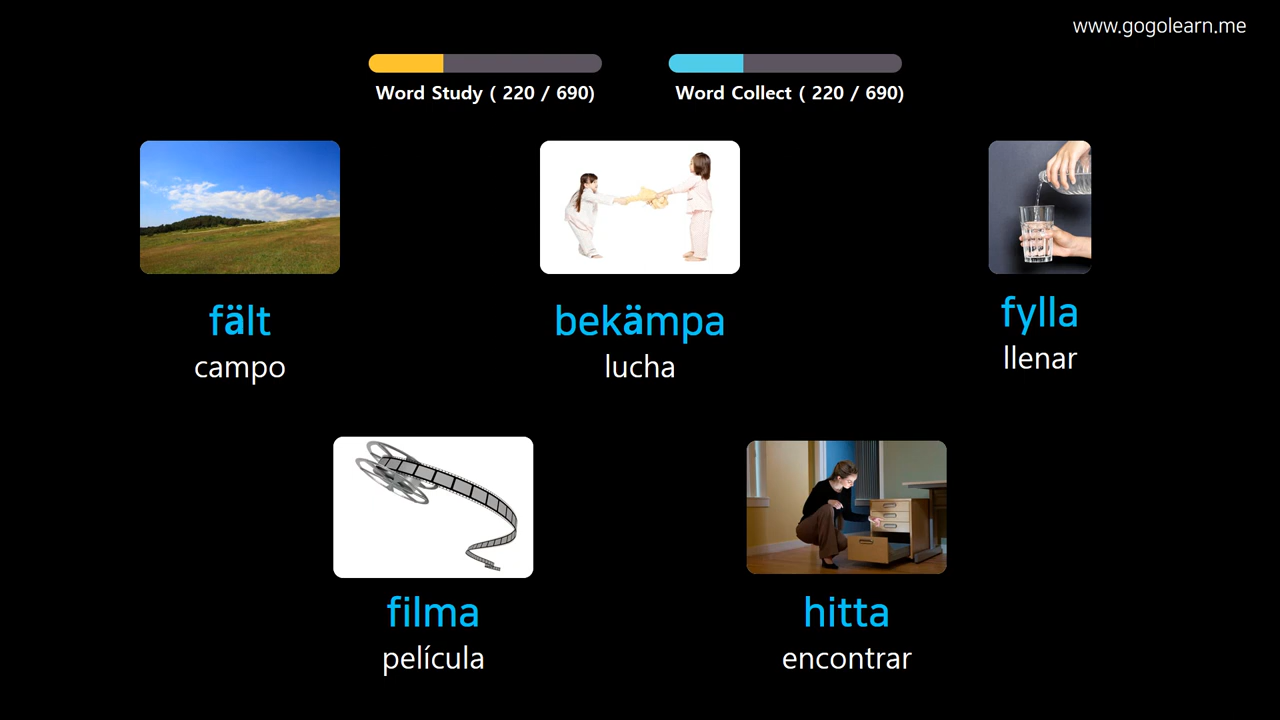 www.gogolearn.me
Word Study ( 220 / 690)
Word Collect ( 220 / 690)
fält
campo
bekämpa
lucha
fylla
llenar
filma
película
hitta
encontrar